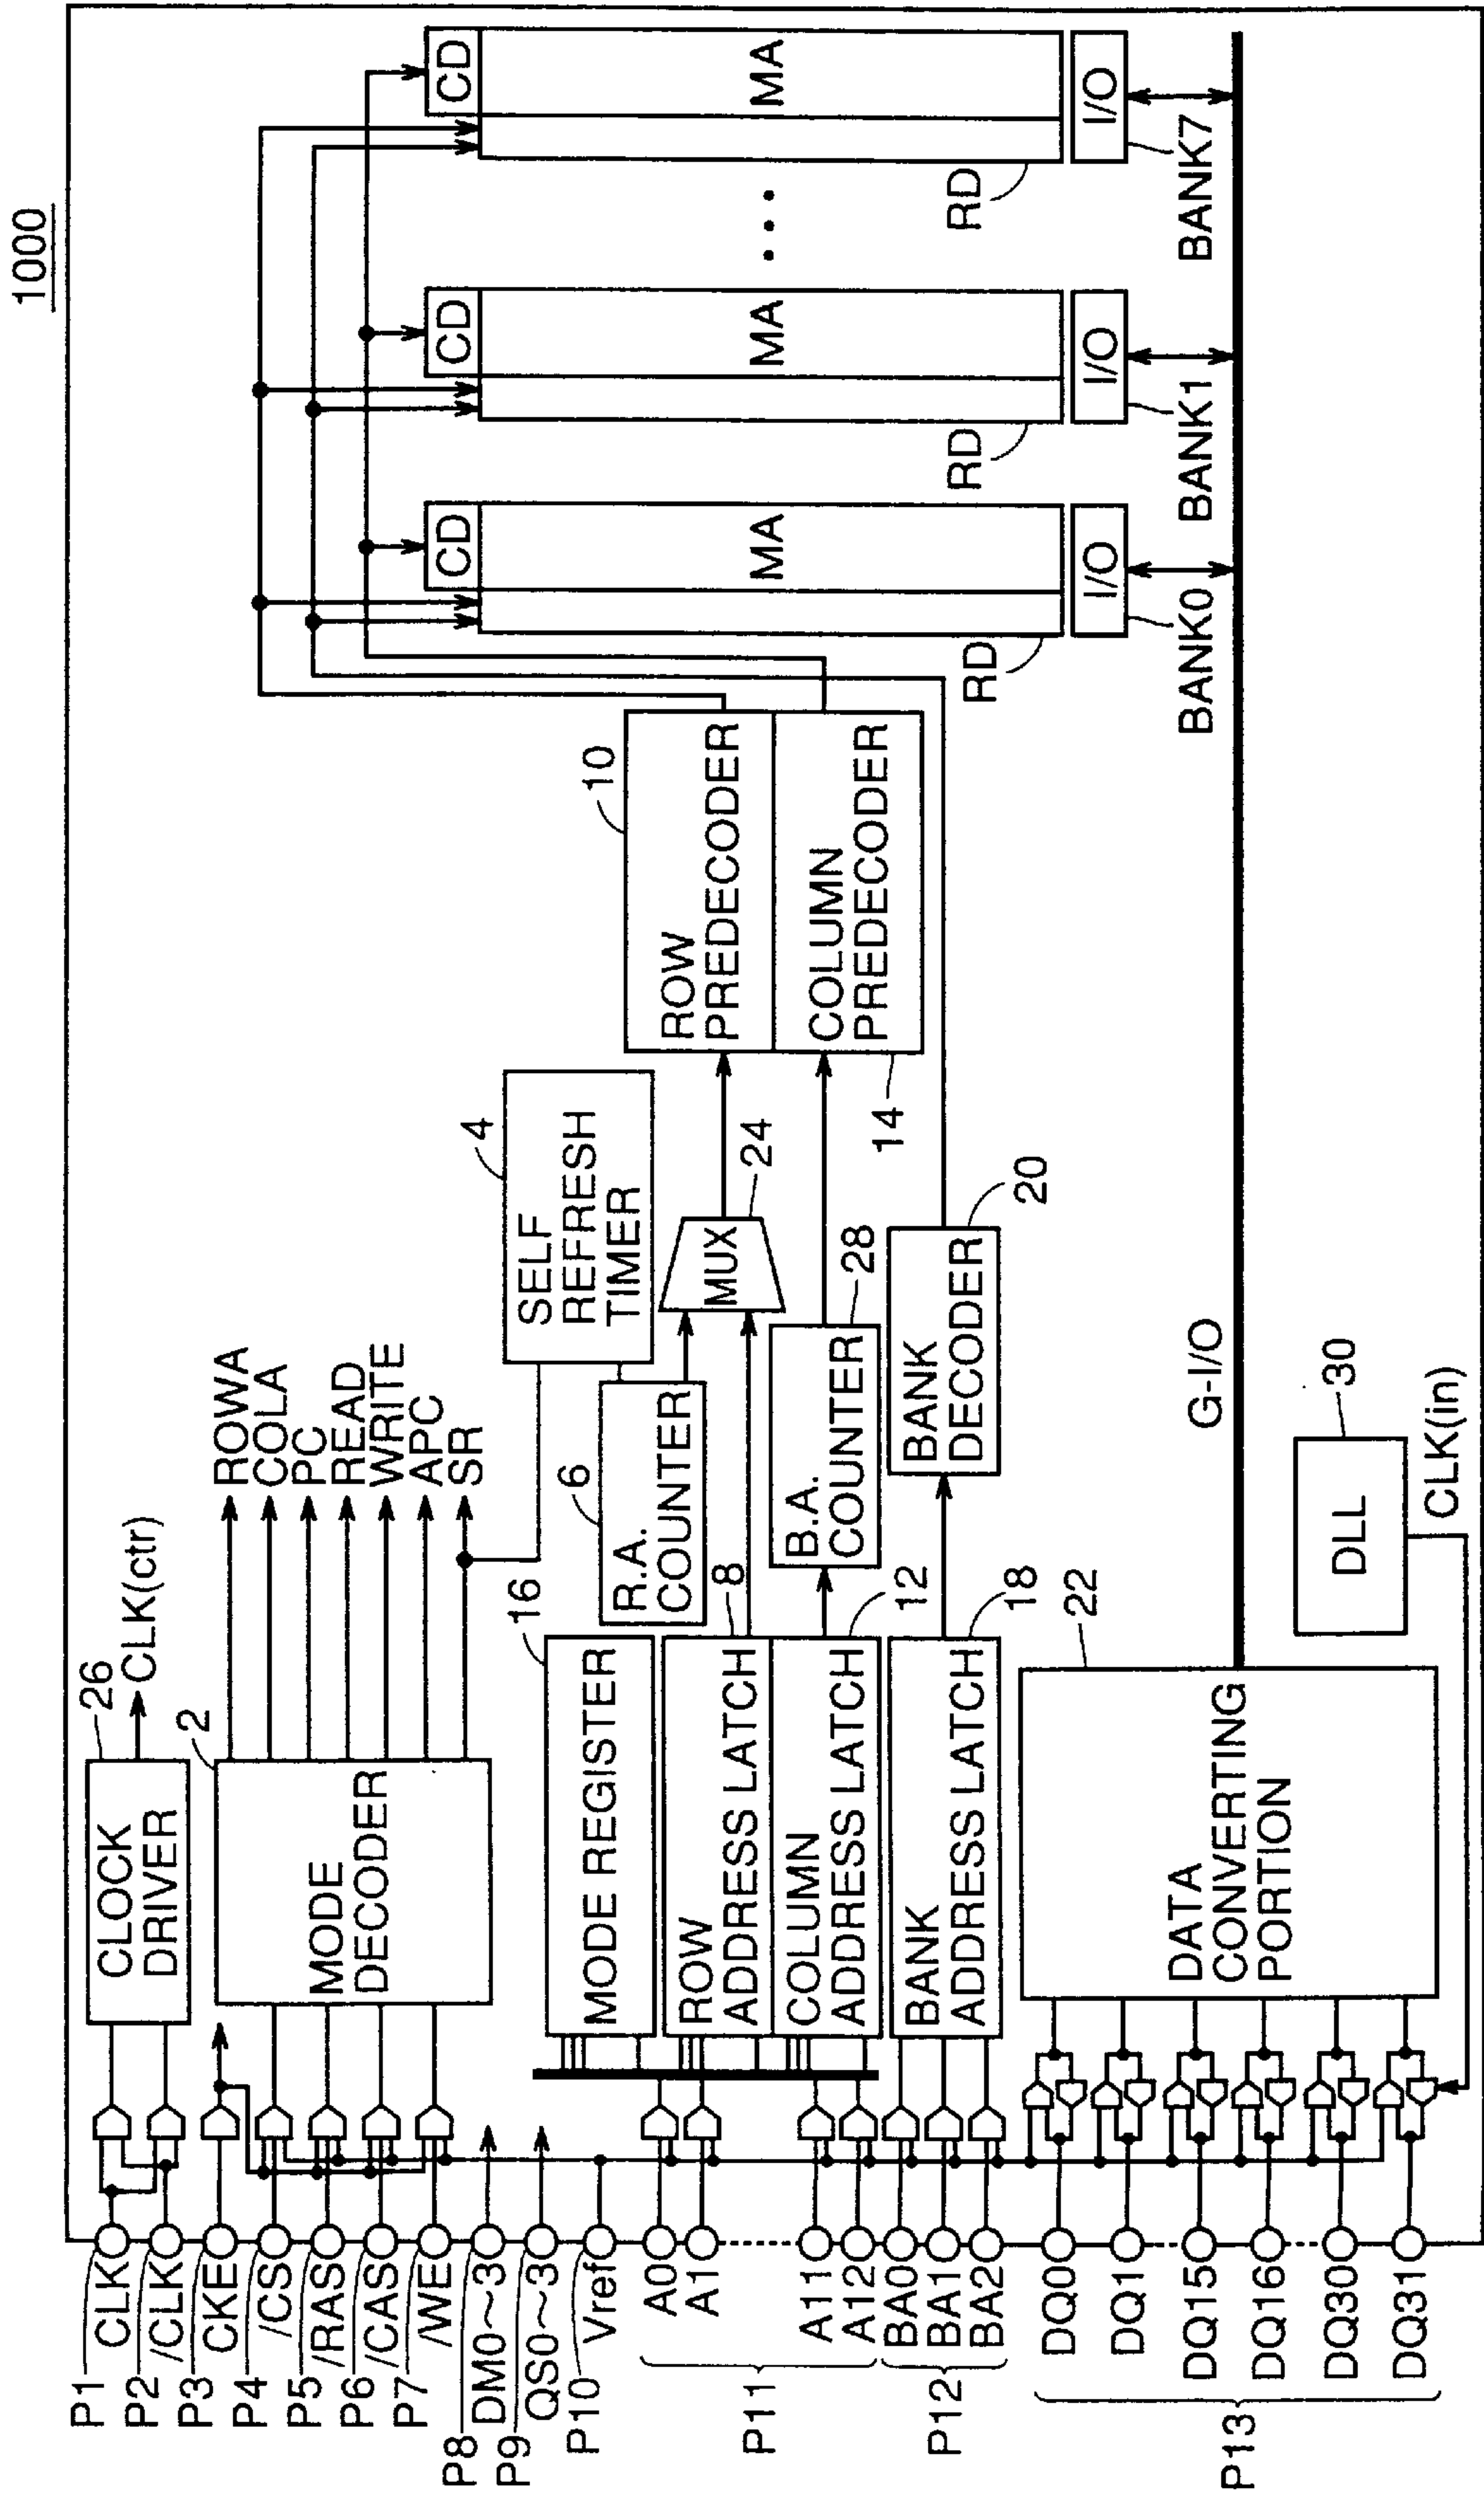 1000
P1
CLK
P2
/CLK
P3
CKE
P4
/CS
P5
/RAS
P6
/CAS
P7
/WE
P8
DM0~3
P9
QS0~3
P10
Vref
A0
A1
P11
A11
A12
BA0
P12
BA1
BA2
DQ0
DQ1
DQ15
P13
DQ16
DQ30
DQ31
CLOCK
DRIVER
26
CLK(ctr)
MODE
DECODER
2
ROWA
COLA
PC
READ
WRITE
APC
SR
MODE REGISTER
16
ROW
ADDRESS LATCH
8
COLUMN
ADDRESS LATCH
12
BANK
ADDRESS LATCH
18
DATA
CONVERTING
PORTION
22
SELF
REFRESH
TIMER
4
R.A.
COUNTER
6
MUX
24
B.A.
COUNTER
28
BANK
DECODER
20
DLL
30
CLK(in)
G-I/O
ROW
PREDECODER
10
COLUMN
PREDECODER
14
CD
MA
RD
I/O
BANK0
CD
MA
RD
I/O
BANK1
CD
MA
RD
I/O
BANK7